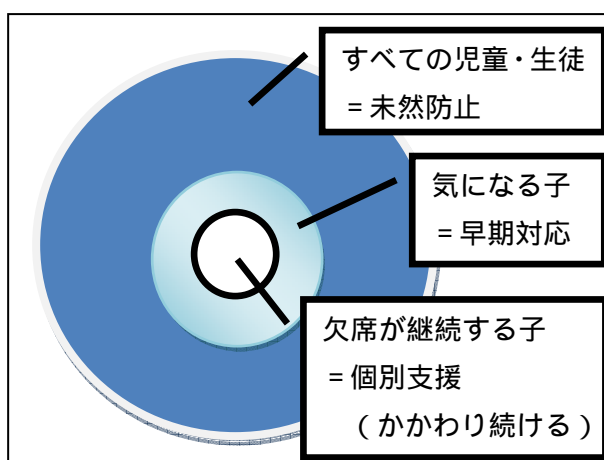 すべての児童・生徒
=未然防止
気になる子
=早期対応
欠席が継続する子
=個別支援
(かかわり続ける)